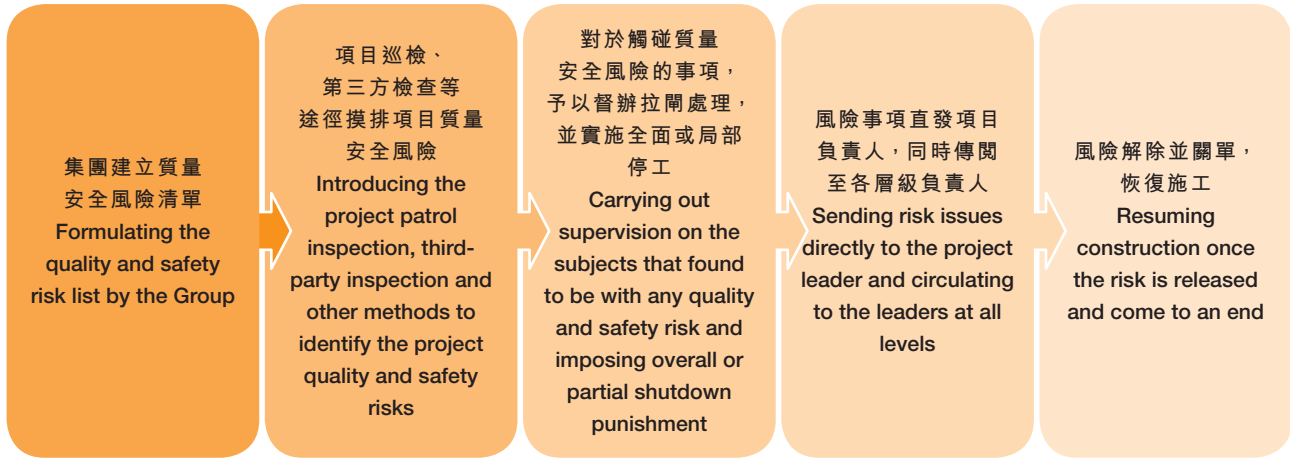 集團建立質量
安全風險清單
Formulating the
quality and safety
risk list by the Group
項目巡檢、
第三方檢查等
途徑摸排項目質量
安全風險
Introducing the
project patrol
inspection, third-
party inspection and
other methods to
identify the project
quality and safety
risks
對於觸碰質量
安全風險的事項，
予以督辦拉閘處理，
並實施全面或局部
停工
Carrying out
supervision on the
subjects that found
to be with any quality
and safety risk and
imposing overall or
partial shutdown
punishment
風險事項直發項目
負責人，同時傳閱
至各層級負責人
Sending risk issues
directly to the project
leader and circulating
to the leaders at all
levels
風險解除並關單，
恢復施工
Resuming
construction once
the risk is released
and come to an end